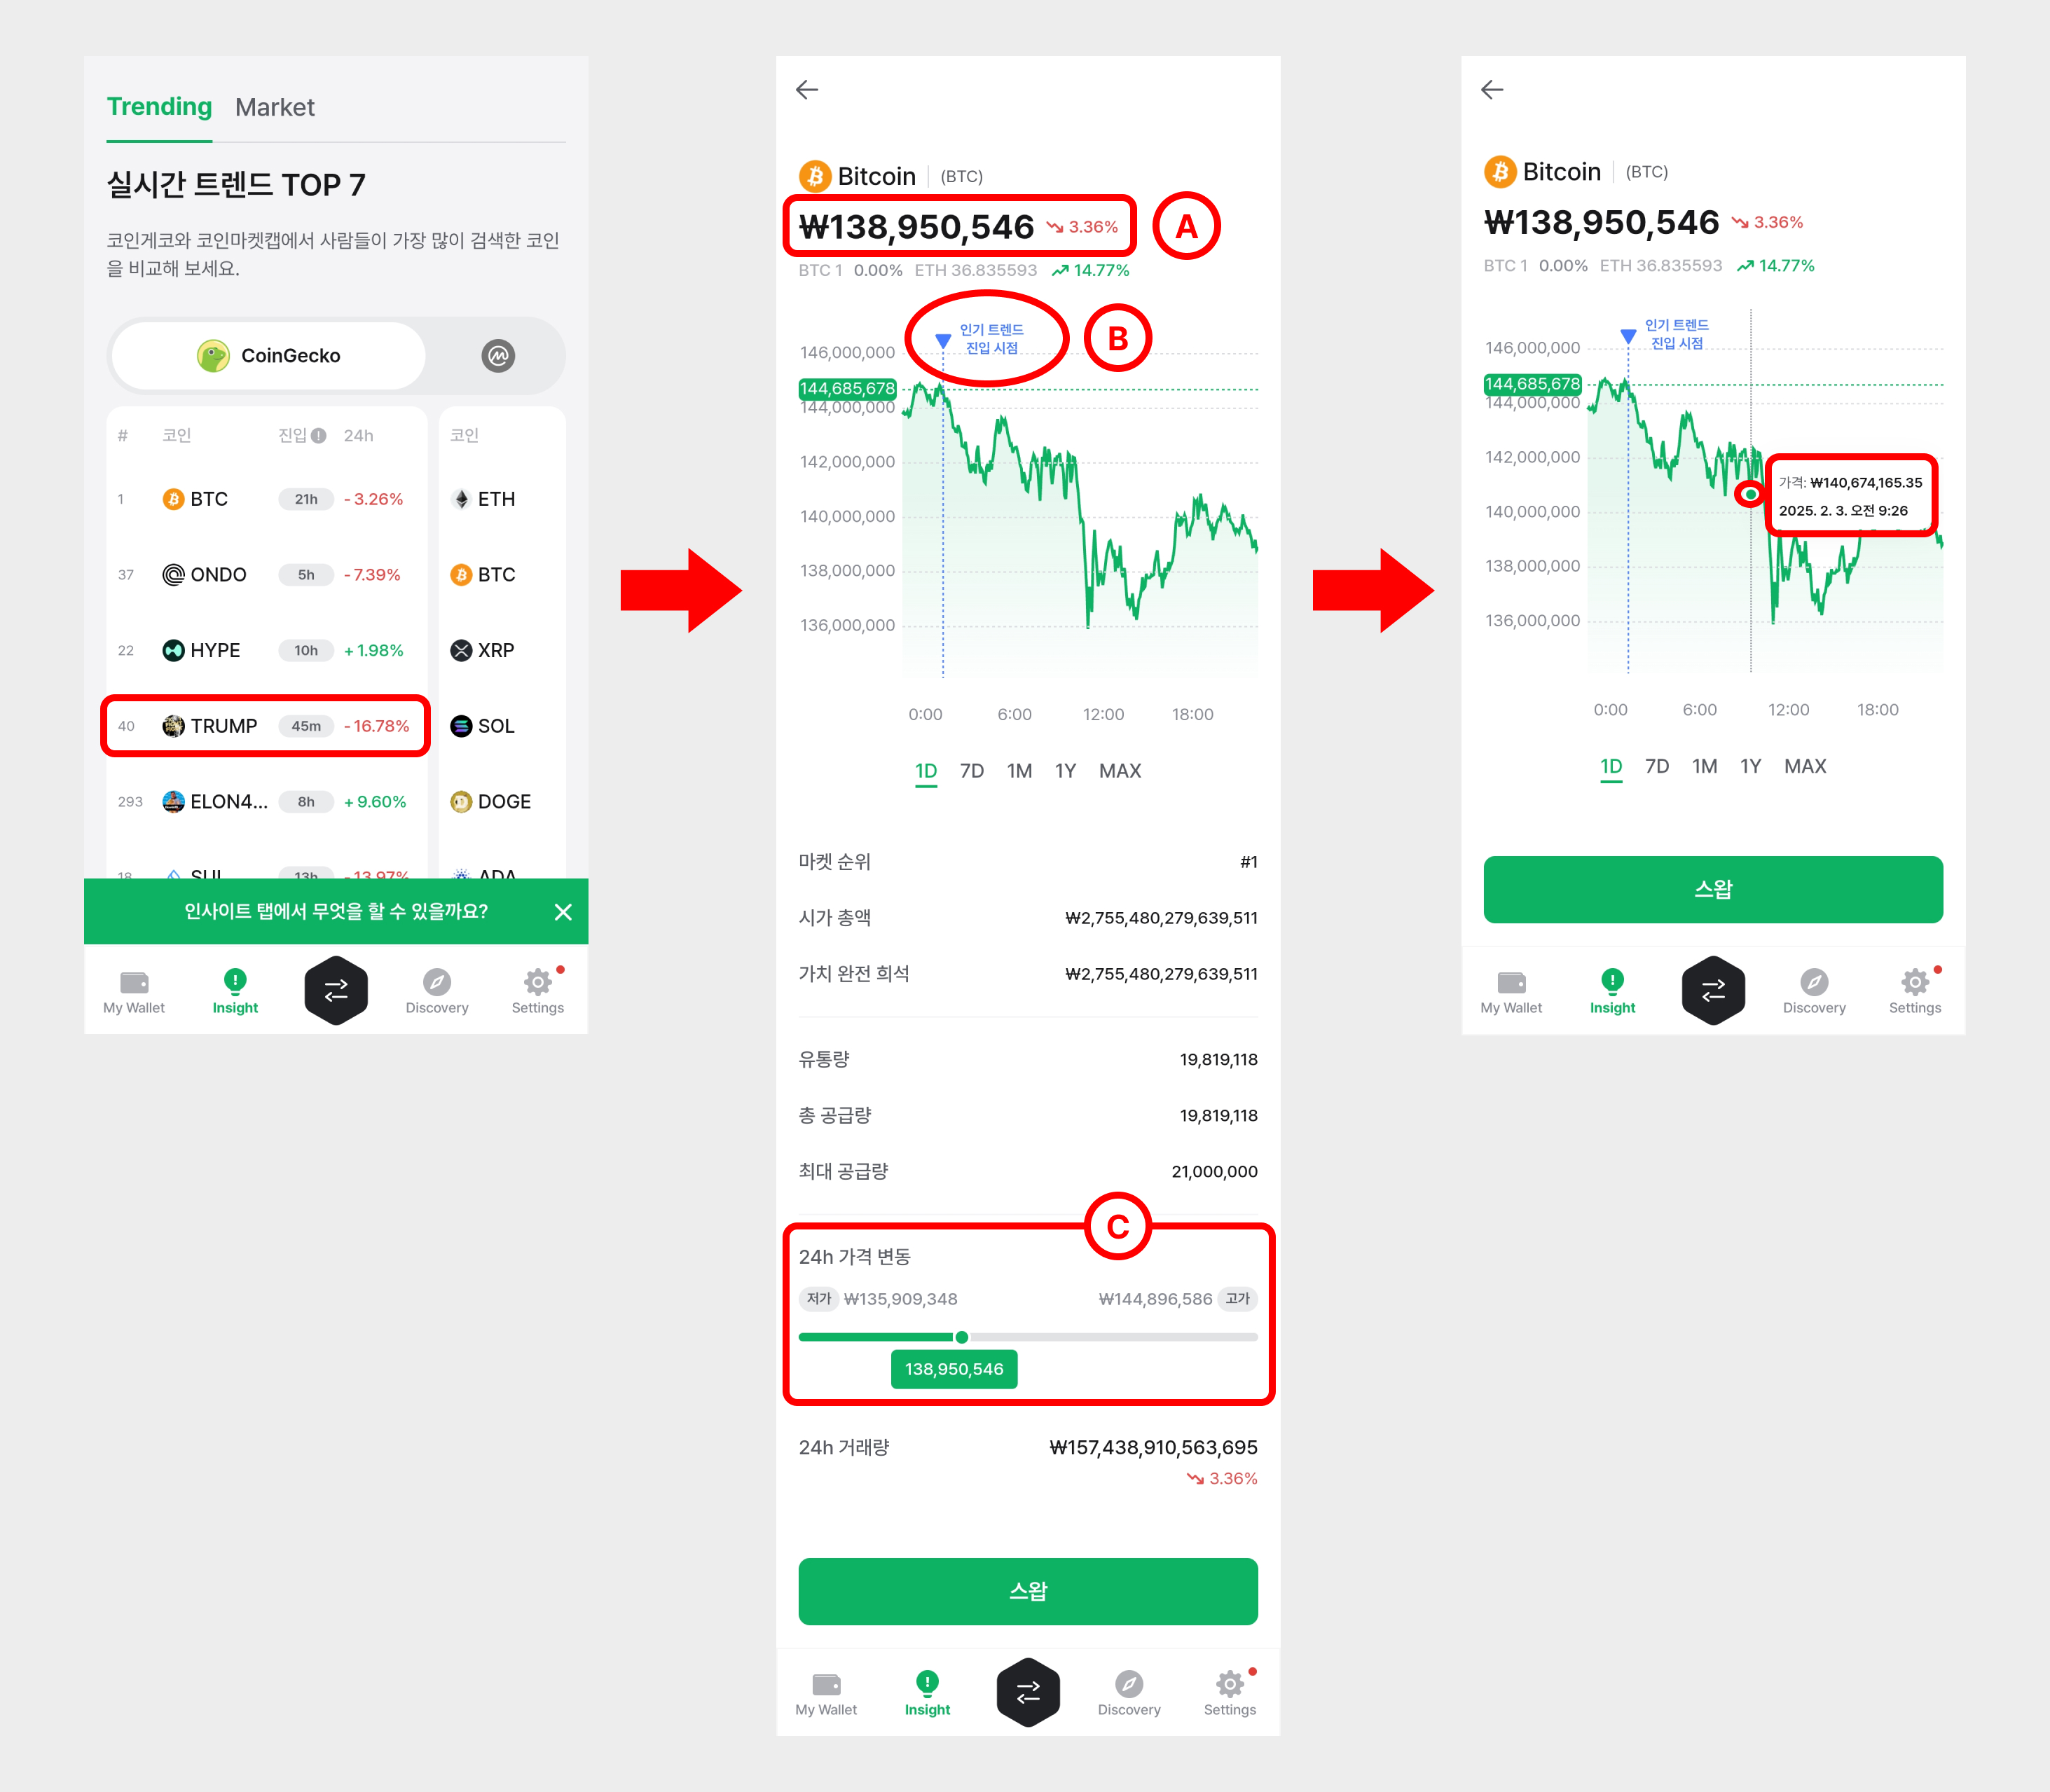 Trending Market
실시간 트렌드 TOP 7
코인게코와 코인마켓캡에서 사람들이 가장 많이 검색한 코인
을 비교해 보세요.
CoinGecko
# 코인 진입 24h 코인
1 BTC 21h - 3.26% ETH
37 ONDO 5h - 7.39% BTC
22 HYPE 10h + 1.98% XRP
40 TRUMP 45m - 16.78% SOL
293 ELON4... 8h + 9.60% DOGE
18 SUI 13h - 13.97% ADA
인사이트 탭에서 무엇을 할 수 있을까요?
My Wallet Insight Discovery Settings
Bitcoin (BTC)
₩138,950,546 3.36%
A
BTC 1 0.00% ETH 36.835593 14.77%
인기 트렌드
진입 시점
B
146,000,000
144,685,678
144,000,000
142,000,000
140,000,000
138,000,000
136,000,000
0:00 6:00 12:00 18:00
1D 7D 1M 1Y MAX
마켓 순위 #1
시가 총액 ₩2,755,480,279,639,511
가치 완전 희석 ₩2,755,480,279,639,511
유통량 19,819,118
총 공급량 19,819,118
최대 공급량 21,000,000
C
24h 가격 변동
저가 ₩135,909,348 ₩144,896,586 고가
138,950,546
24h 거래량 ₩157,438,910,563,695
3.36%
스왑
My Wallet Insight Discovery Settings
Bitcoin (BTC)
₩138,950,546 3.36%
BTC 1 0.00% ETH 36.835593 14.77%
인기 트렌드
진입 시점
146,000,000
144,685,678
144,000,000
142,000,000
가격: ₩140,674,165.35
2025. 2. 3. 오전 9:26
140,000,000
138,000,000
136,000,000
0:00 6:00 12:00 18:00
1D 7D 1M 1Y MAX
스왑
My Wallet Insight Discovery Settings